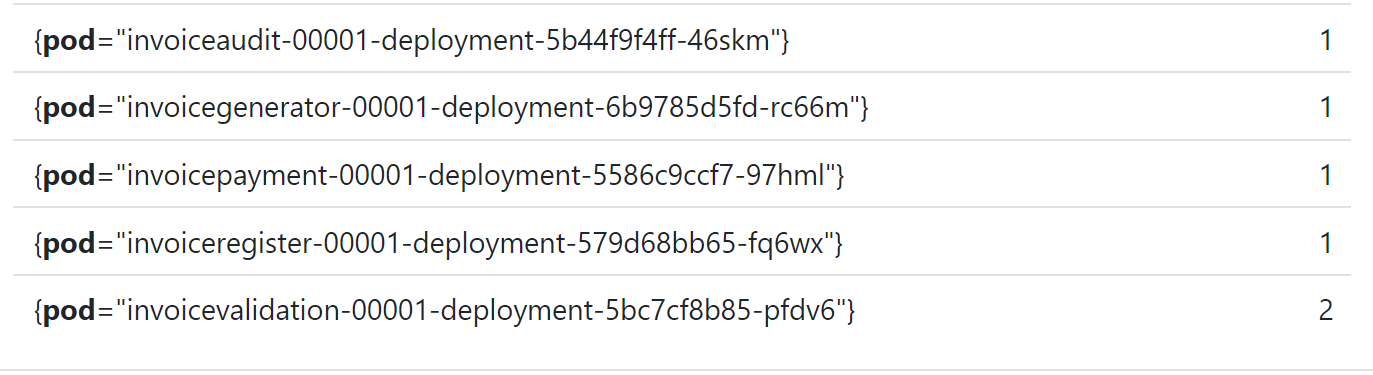 {pod="invoiceaudit-00001-deployment-5b44f9f4ff-46skm"} 1
{pod="invoicegenerator-00001-deployment-6b9785d5fd-rc66m"} 1
{pod="invoicepayment-00001-deployment-5586c9ccf7-97hml"} 1
{pod="invoiceregister-00001-deployment-579d68bb65-fq6wx"} 1
{pod="invoicevalidation-00001-deployment-5bc7cf8b85-pfdv6"} 2